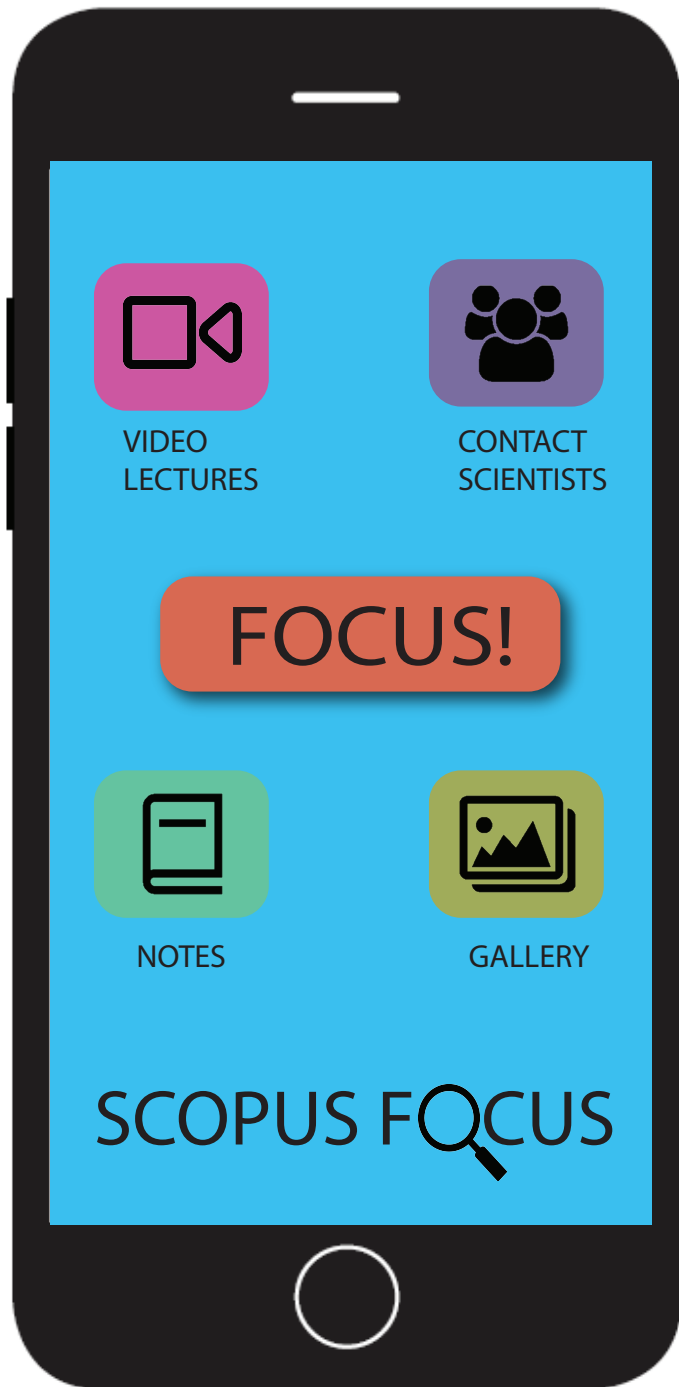 VIDEO
LECTURES
CONTACT
SCIENTISTS
FOCUS!
NOTES
GALLERY
SCOPUS FOCUS